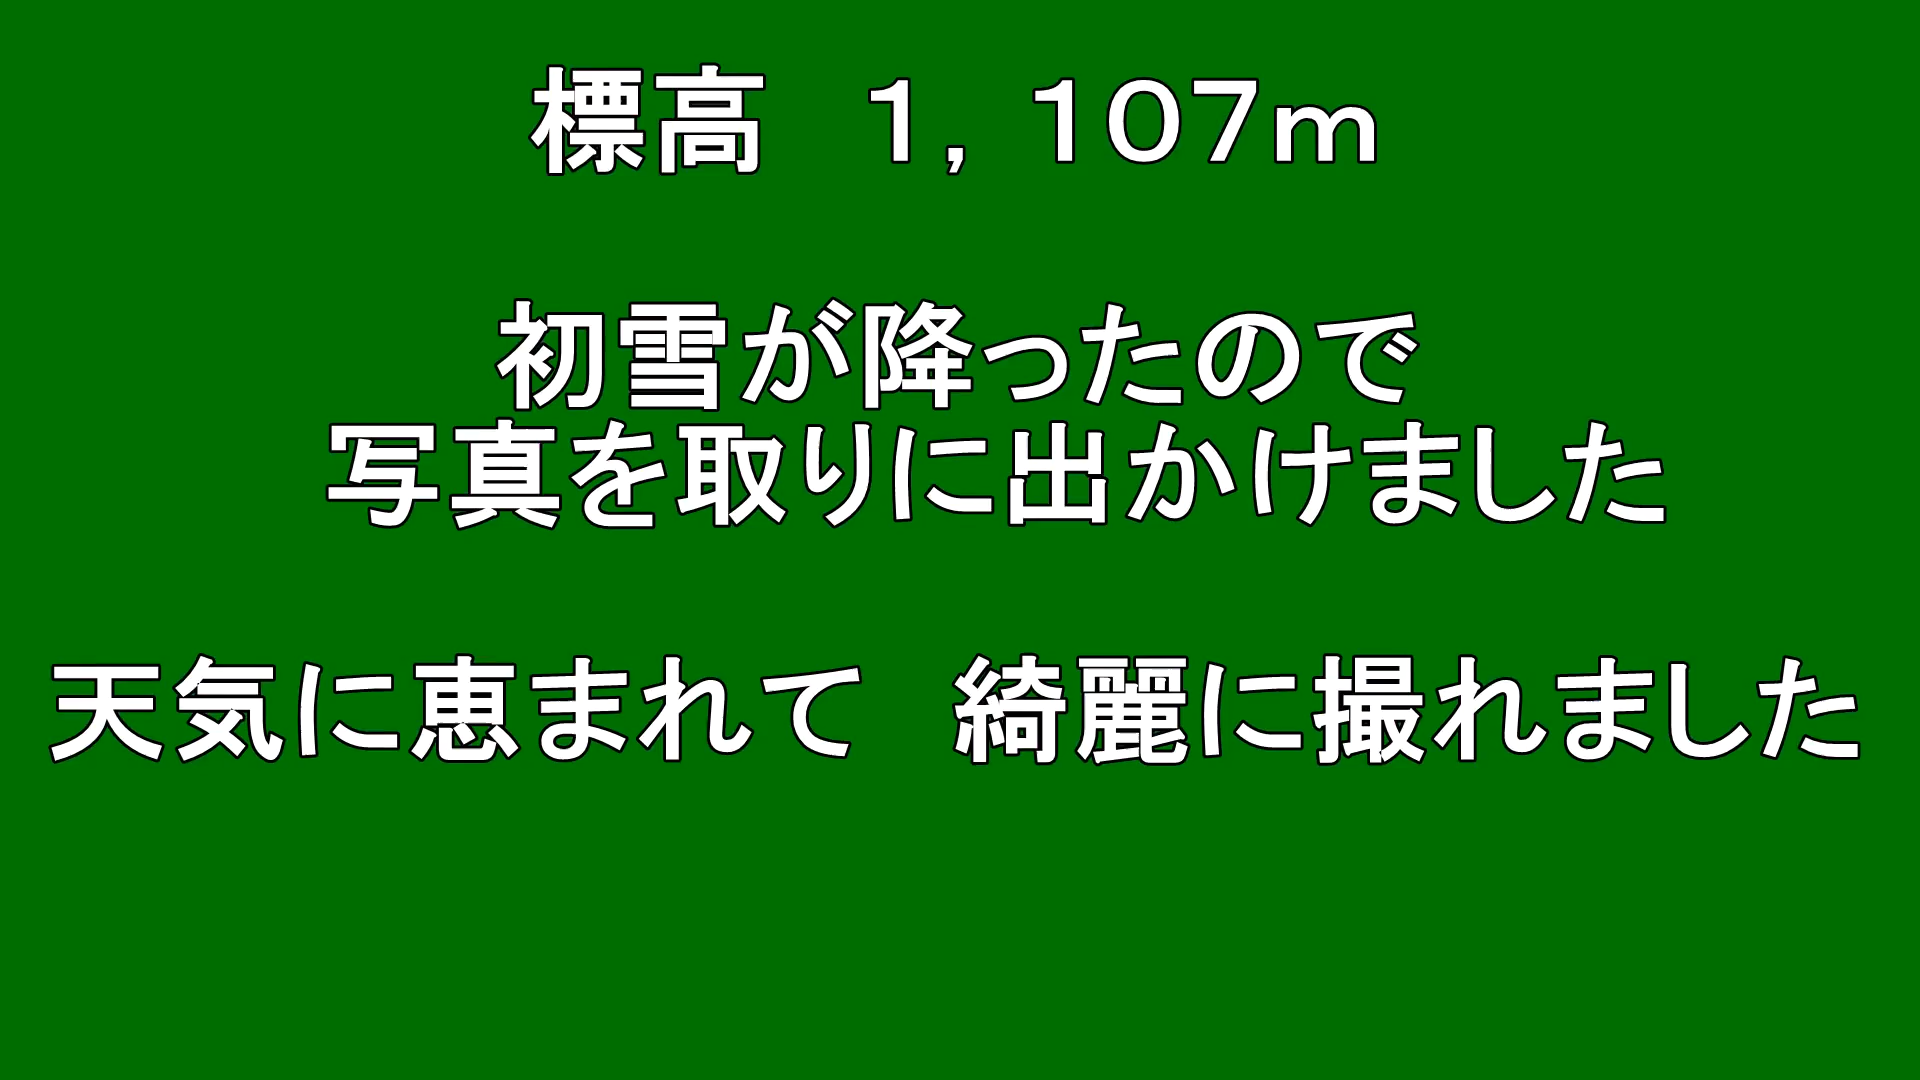 標高　１，１０７ｍ
初雪が降ったので
写真を取りに出かけました
天気に恵まれて　綺麗に撮れました